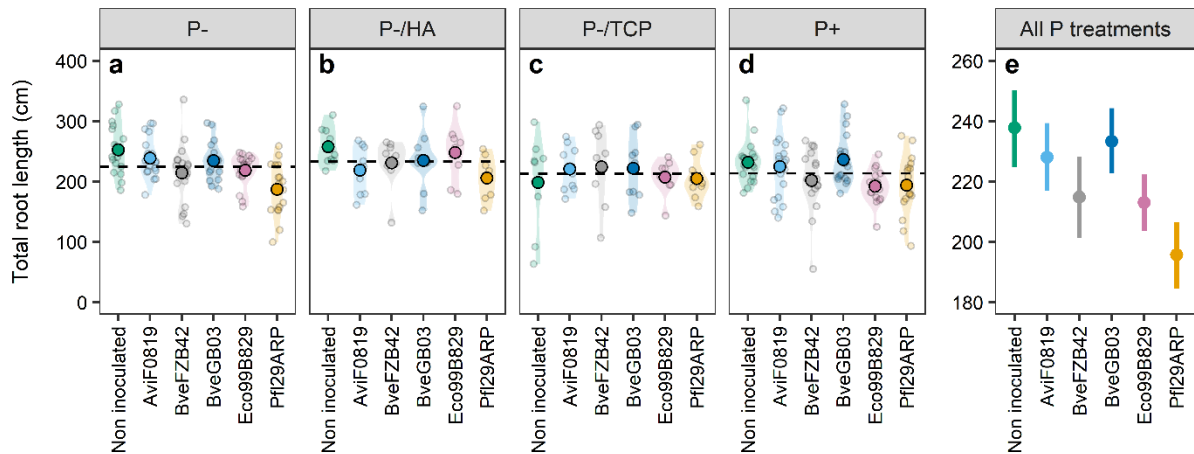 P-
P-/HA
P-/TCP
P+
All P treatments
a
b
c
d
e
Total root length (cm)
400
300
200
100
0
260
240
220
200
180
Non inoculated
AviF0819
BveFZB42
BveGB03
Eco99B829
Pfl29ARP
Non inoculated
AviF0819
BveFZB42
BveGB03
Eco99B829
Pfl29ARP
Non inoculated
AviF0819
BveFZB42
BveGB03
Eco99B829
Pfl29ARP
Non inoculated
AviF0819
BveFZB42
BveGB03
Eco99B829
Pfl29ARP
Non inoculated
AviF0819
BveFZB42
BveGB03
Eco99B829
Pfl29ARP